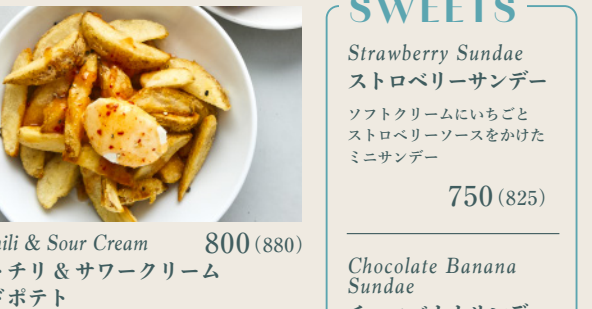 ili & Sour Cream 800 (880)
チリ & サワークリーム
ポテト
SWEETS
Strawberry Sundae
ストロベリーサンデー
ソフトクリームにいちごと
ストロベリーソースをかけた
ミニサンデー
750 (825)
Chocolate Banana
Sundae